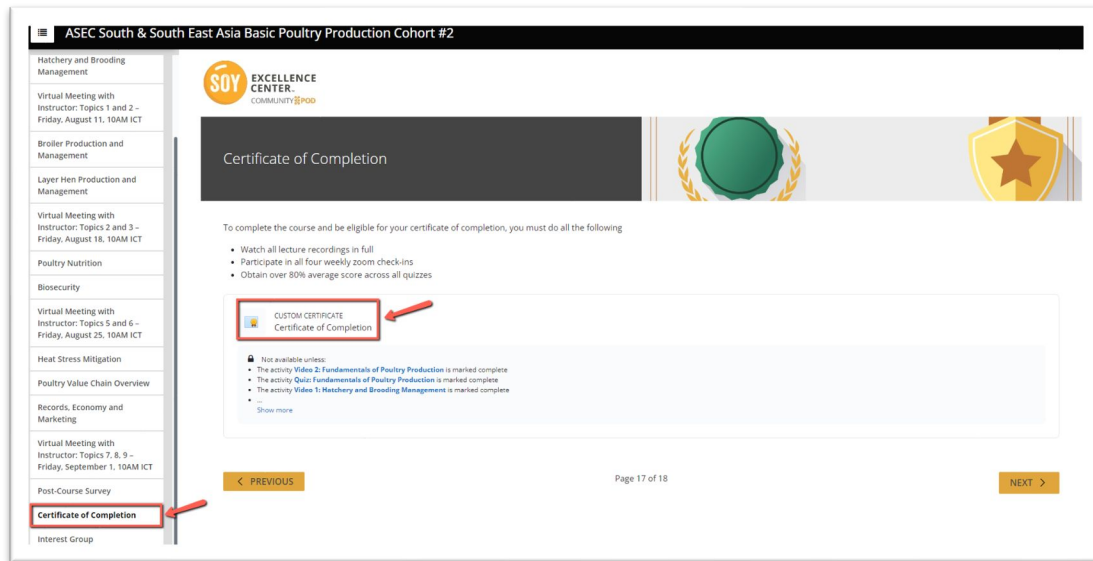 ASEC South & South East Asia Basic Poultry Production Cohort #2
Hatchery and Brooding
Management
Virtual Meeting with
Instructor: Topics 1 and 2 –
Friday, August 11, 10AM ICT
Broiler Production and
Management
Layer Hen Production and
Management
Virtual Meeting with
Instructor: Topics 2 and 3 –
Friday, August 18, 10AM ICT
Poultry Nutrition
Biosecurity
Virtual Meeting with
Instructor: Topics 5 and 6 –
Friday, August 25, 10AM ICT
Heat Stress Mitigation
Poultry Value Chain Overview
Records, Economy and
Marketing
Virtual Meeting with
Instructor: Topics 7, 8, 9 –
Friday, September 1, 10AM ICT
Post-Course Survey
Certificate of Completion
Interest Group
SOY EXCELLENCE
CENTER™
COMMUNITY POD
Certificate of Completion
To complete the course and be eligible for your certificate of completion, you must do all the following
• Watch all lecture recordings in full
• Participate in all four weekly zoom check-ins
• Obtain over 80% average score across all quizzes
CUSTOM CERTIFICATE
Certificate of Completion
Not available unless:
• The activity Video 2: Fundamentals of Poultry Production is marked complete
• The activity Quiz: Fundamentals of Poultry Production is marked complete
• The activity Video 1: Hatchery and Brooding Management is marked complete
• ...
Show more
< PREVIOUS
Page 17 of 18
NEXT >